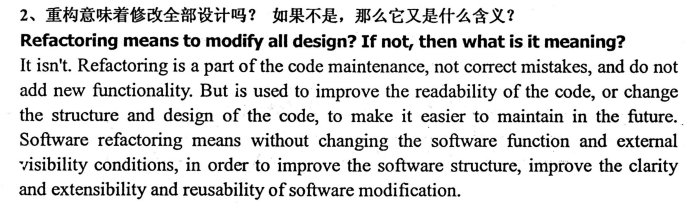 2、重构意味着修改全部设计吗？ 如果不是，那么它又是什么含义？
Refactoring means to modify all design? If not, then what is it meaning?
It isn't. Refactoring is a part of the code maintenance, not correct mistakes, and do not
add new functionality. But is used to improve the readability of the code, or change
the structure and design of the code, to make it easier to maintain in the future.
Software refactoring means without changing the software function and external
visibility conditions, in order to improve the software structure, improve the clarity
and extensibility and reusability of software modification.